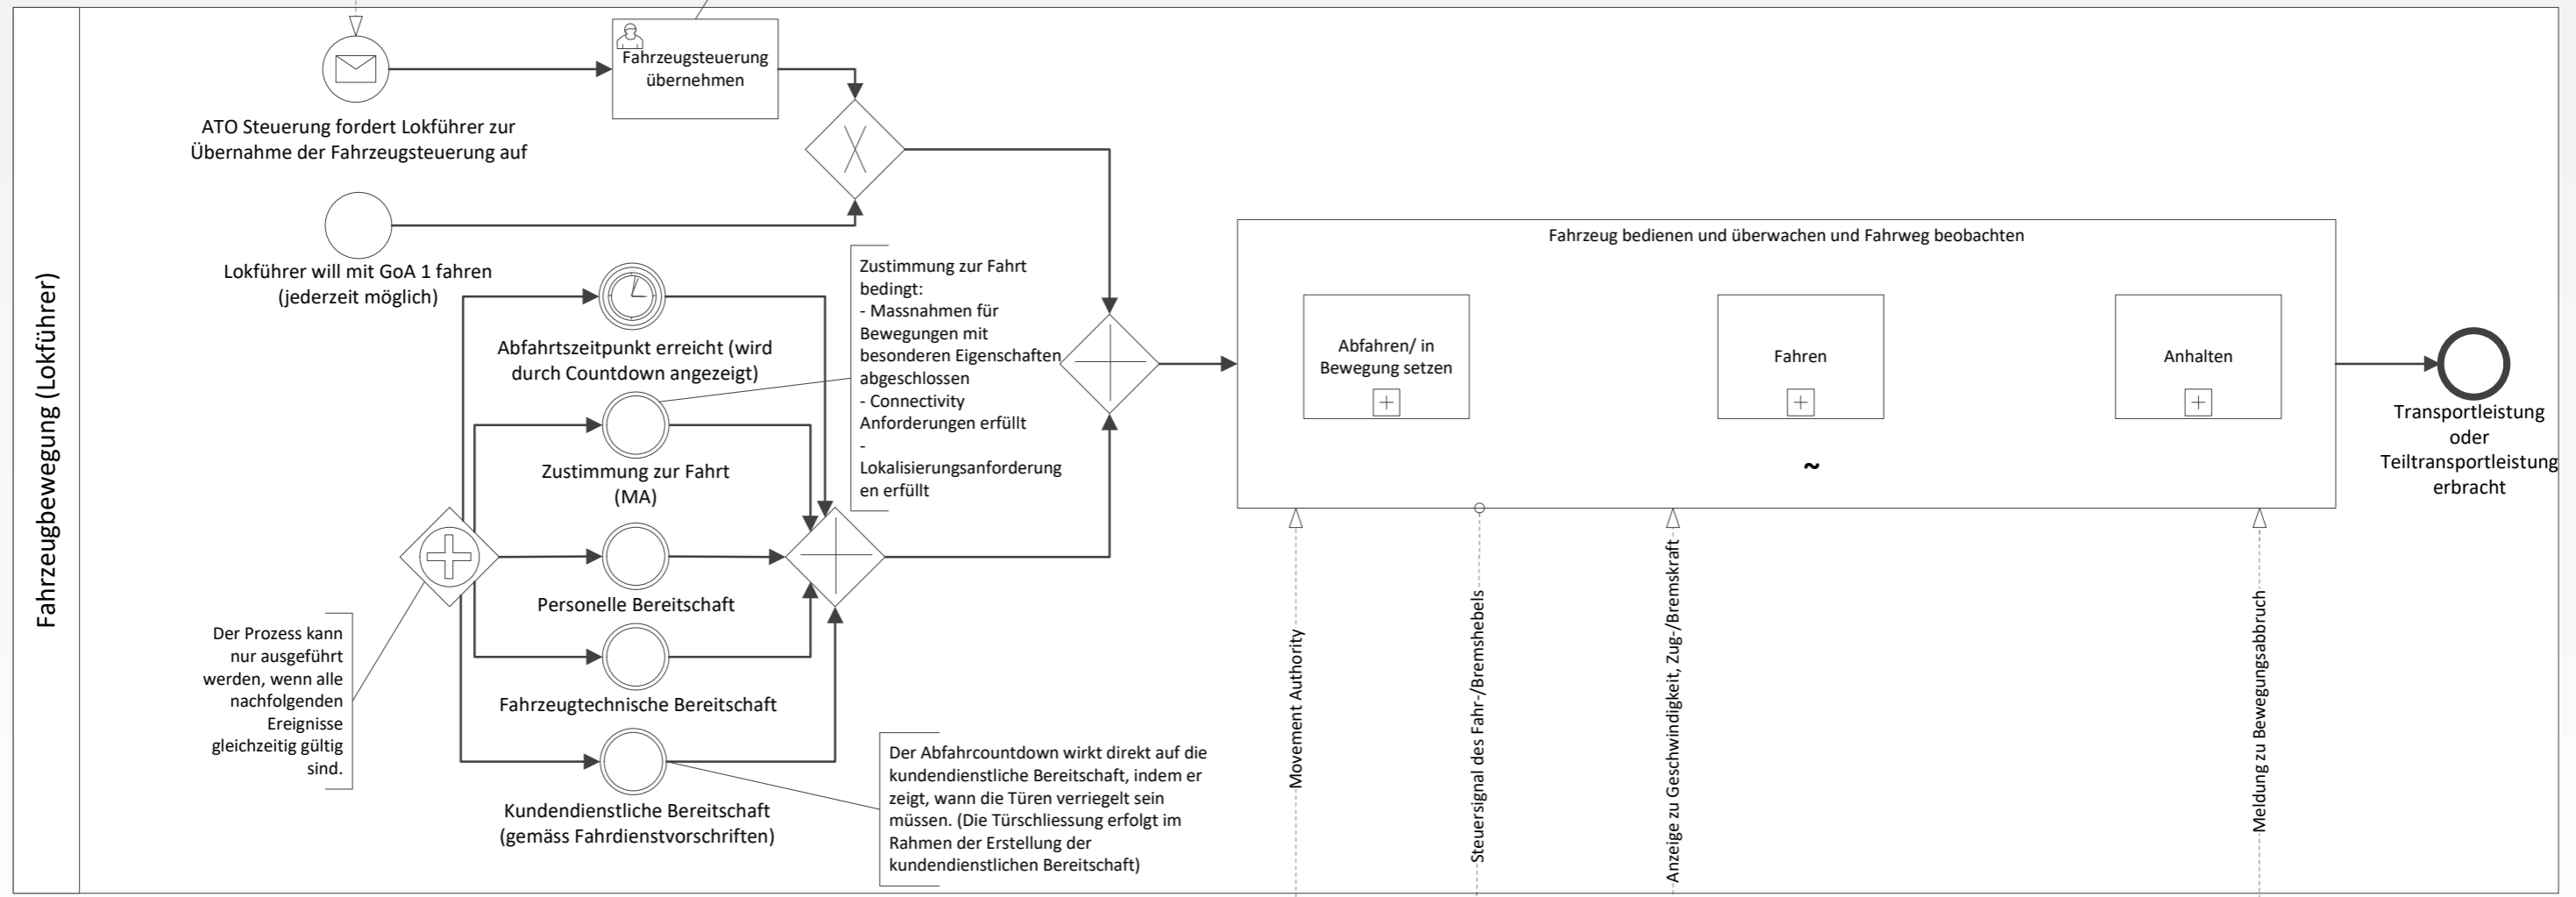 Fahrzeugbewegung (Lokführer)
Fahrzeugsteuerung
übernehmen
ATO Steuerung fordert Lokführer zur
Übernahme der Fahrzeugsteuerung auf
Lokführer will mit GoA 1 fahren
(jederzeit möglich)
Abfahrtszeitpunkt erreicht (wird
durch Countdown angezeigt)
Zustimmung zur Fahrt
(MA)
Personelle Bereitschaft
Fahrzeugtechnische Bereitschaft
Kundendienstliche Bereitschaft
(gemäss Fahrdienstvorschriften)
Der Prozess kann
nur ausgeführt
werden, wenn alle
nachfolgenden
Ereignisse
gleichzeitig gültig
sind.
Zustimmung zur Fahrt
bedingt:
- Massnahmen für
Bewegungen mit
besonderen Eigenschaften
abgeschlossen
- Connectivity
Anforderungen erfüllt
-
Lokalisierungsanforderung
en erfüllt
Der Abfahrcountdown wirkt direkt auf die
kundendienstliche Bereitschaft, indem er
zeigt, wann die Türen verriegelt sein
müssen. (Die Türschliessung erfolgt im
Rahmen der Erstellung der
kundendienstlichen Bereitschaft)
Fahrzeug bedienen und überwachen und Fahrweg beobachten
Abfahren/ in
Bewegung setzen
Fahren
Anhalten
~
Transportleistung
oder
Teiltransportleistung
erbracht
Movement Authority
Steuersignal des Fahr-/Bremshebels
Anzeige zu Geschwindigkeit, Zug-/Bremskraft
Meldung zu Bewegungsabbruch